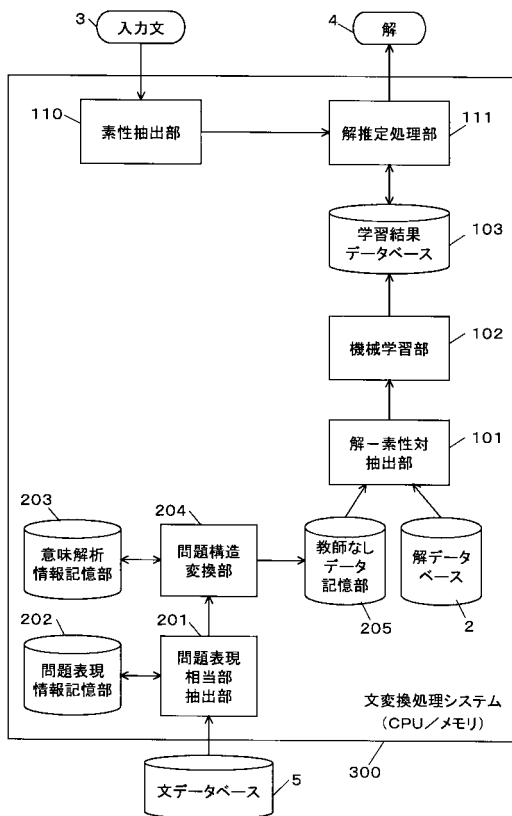 3
入力文
4
解
110
素性抽出部
解推定処理部
111
学習結果
データベース
103
機械学習部
102
解－素性対
抽出部
101
203
意味解析
情報記憶部
204
問題構造
変換部
教師なし
データ
記憶部
205
解データ
ベース
2
202
問題表現
情報記憶部
201
問題表現
相当部
抽出部
文変換処理システム
（CPU／メモリ）
300
文データベース
5